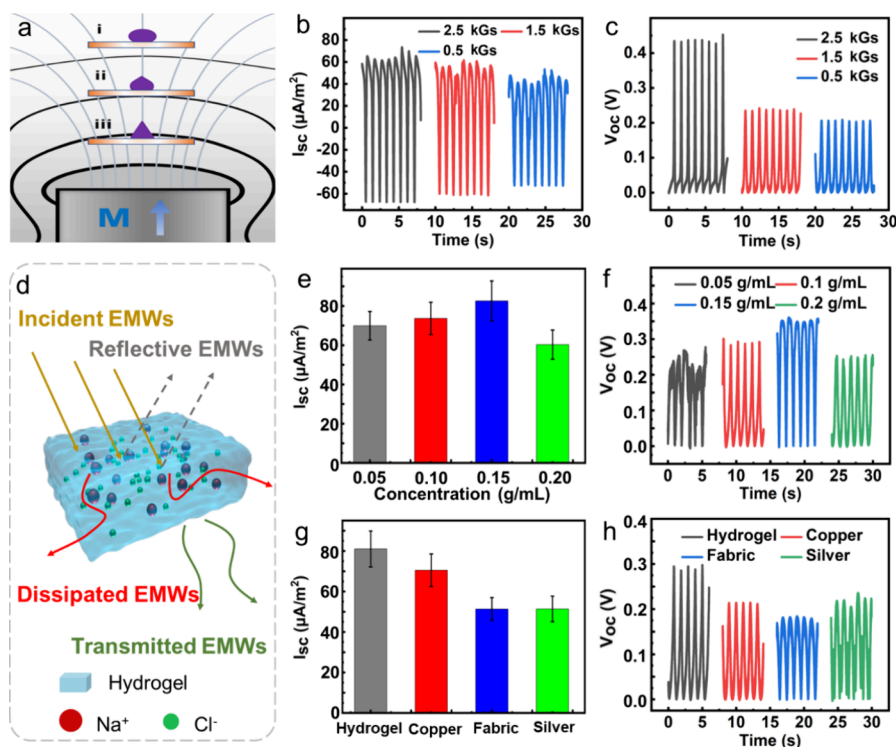 a
i
ii
iii
M
b
2.5 kGs 1.5 kGs
0.5 kGs
80
60
40
20
0
-20
-40
-60
Isc (µA/m²)
0 5 10 15 20 25 30
Time (s)
c
2.5 kGs
1.5 kGs
0.5 kGs
0.4
0.3
0.2
0.1
0.0
Voc (V)
0 5 10 15 20 25 30
Time (s)
d
Incident EMWs
Reflective EMWs
Dissipated EMWs
Transmitted EMWs
Hydrogel
Na⁺ Cl⁻
e
100
80
60
40
20
0
Isc (µA/m²)
0.05 0.10 0.15 0.20
Concentration (g/mL)
f
0.05 g/mL 0.1 g/mL
0.15 g/mL 0.2 g/mL
0.5
0.4
0.3
0.2
0.1
0.0
Voc (V)
0 5 10 15 20 25 30
Time (s)
g
80
60
40
20
0
Isc (µA/m²)
Hydrogel Copper Fabric Silver
h
Hydrogel Copper
Fabric Silver
0.4
0.3
0.2
0.1
0.0
Voc (V)
0 5 10 15 20 25 30
Time (s)